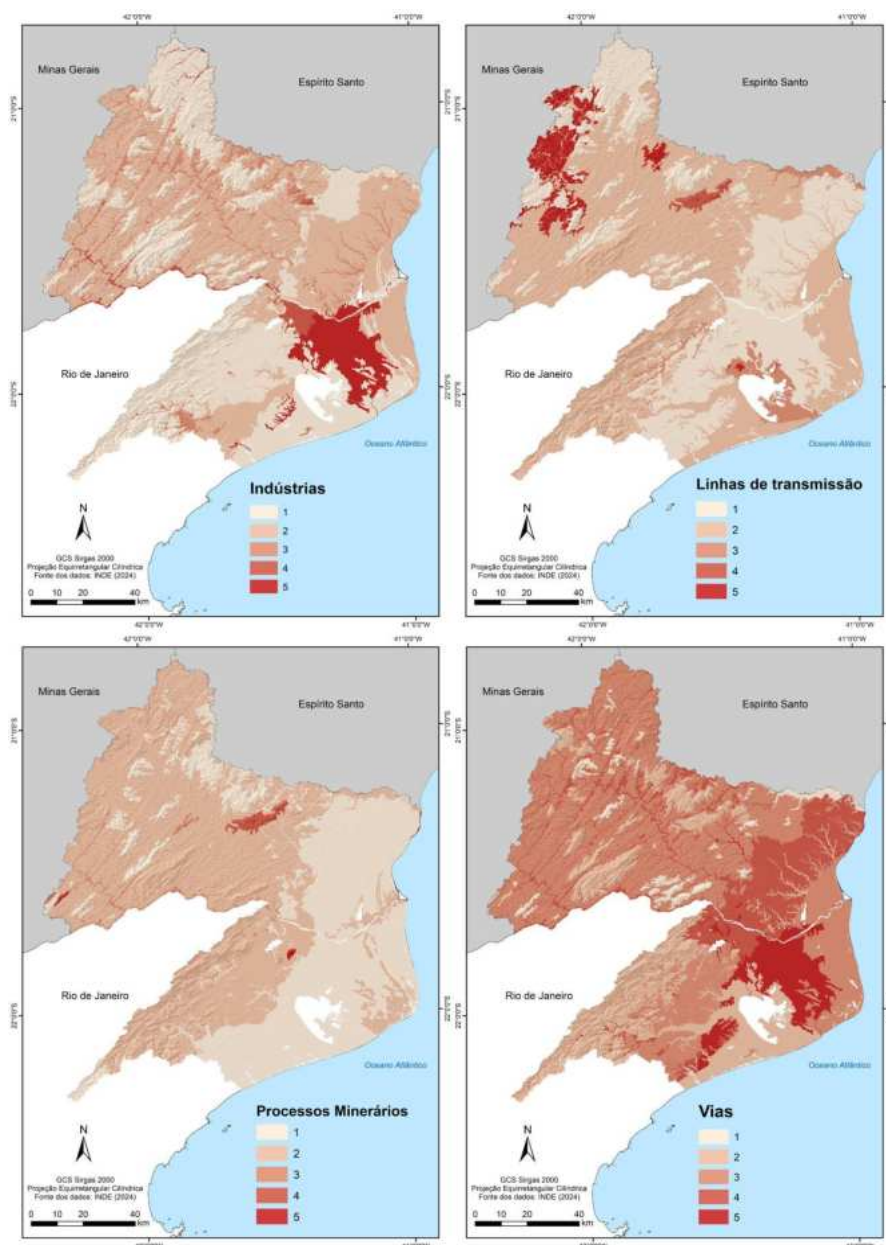 42°0'0"W
41°0'0"W
Minas Gerais
Espírito Santo
21°0'0"S
Rio de Janeiro
22°0'0"S
Oceano Atlântico
N
GCS Sirgas 2000
Projeção Equirretangular Cilíndrica
Fonte dos dados: INDE (2024)
0 10 20 40
km
Indústrias
1
2
3
4
5
42°0'0"W
41°0'0"W
Minas Gerais
Espírito Santo
21°0'0"S
Rio de Janeiro
22°0'0"S
Oceano Atlântico
N
GCS Sirgas 2000
Projeção Equirretangular Cilíndrica
Fonte dos dados: INDE (2024)
0 10 20 40
km
Linhas de transmissão
1
2
3
4
5
42°0'0"W
41°0'0"W
Minas Gerais
Espírito Santo
21°0'0"S
Rio de Janeiro
22°0'0"S
Oceano Atlântico
N
GCS Sirgas 2000
Projeção Equirretangular Cilíndrica
Fonte dos dados: INDE (2024)
0 10 20 40
km
Processos Minerários
1
2
3
4
5
42°0'0"W
41°0'0"W
Minas Gerais
Espírito Santo
21°0'0"S
Rio de Janeiro
22°0'0"S
Oceano Atlântico
N
GCS Sirgas 2000
Projeção Equirretangular Cilíndrica
Fonte dos dados: INDE (2024)
0 10 20 40
km
Vias
1
2
3
4
5